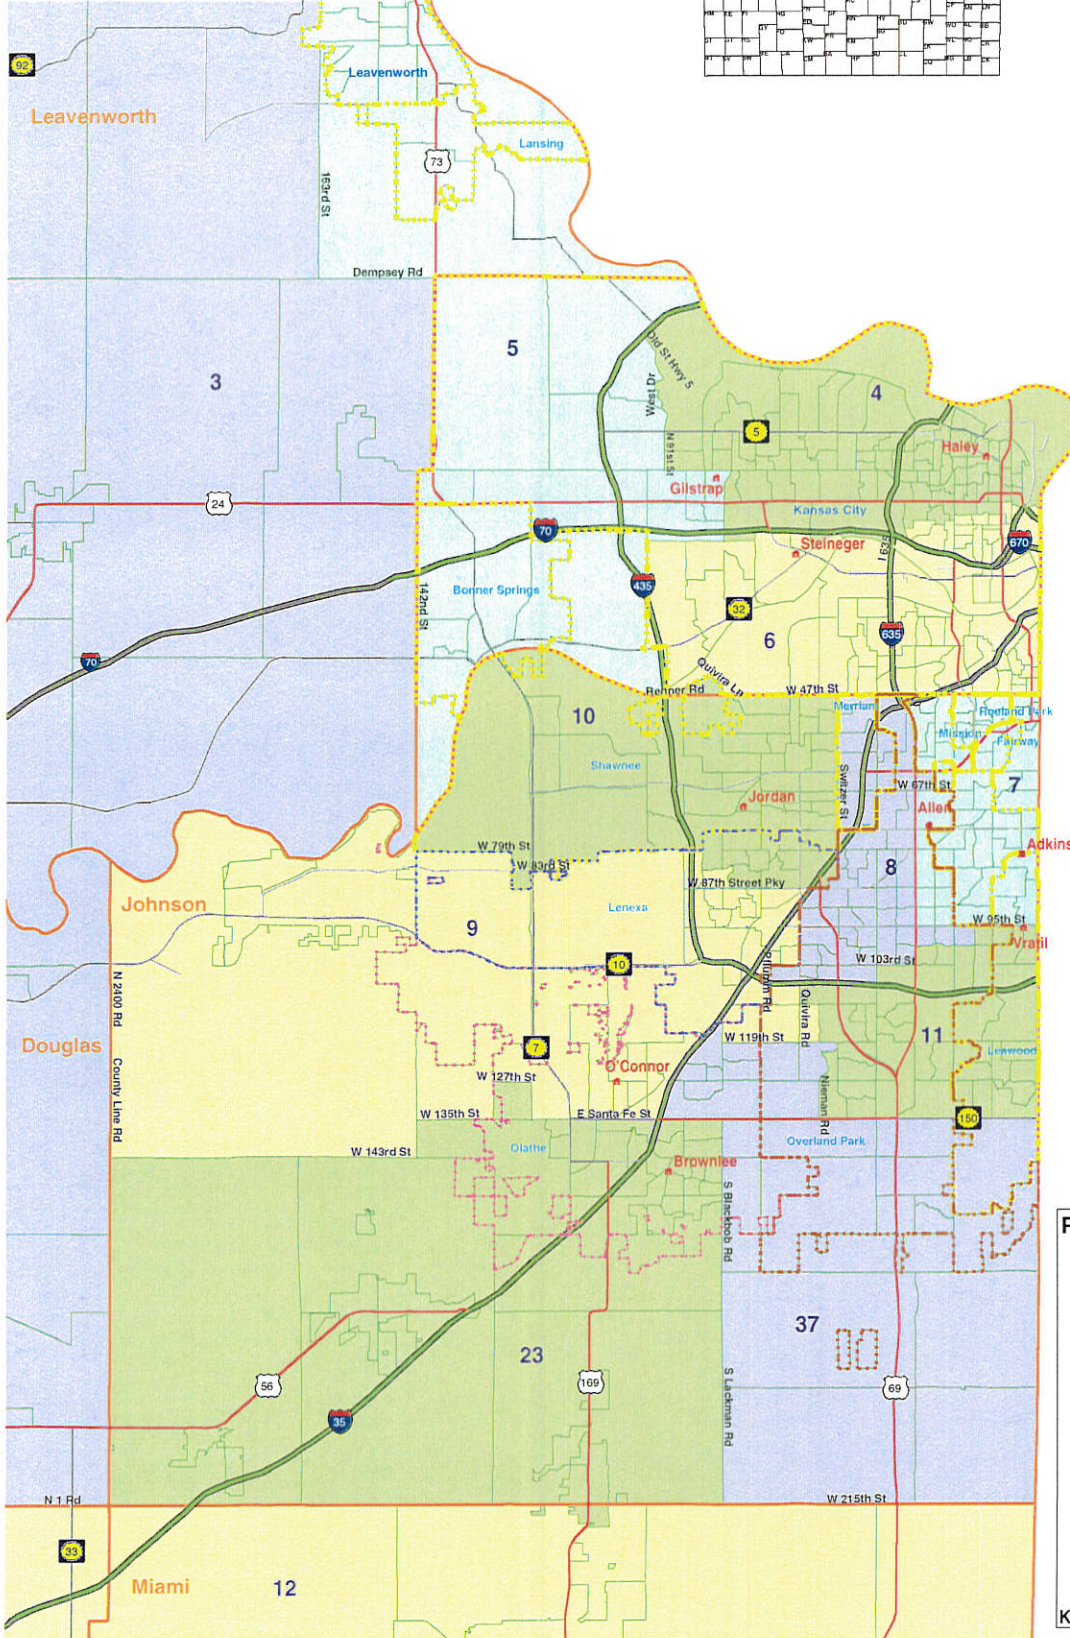 92
Leavenworth
Leavenworth
Lansing
73
163rd St
Dempsey Rd
5
3
Old St Hwy 5
West Dr
4
5
N 91st St
Haley
Gilstrap
24
Kansas City
70
Steineger
I 635
670
435
142nd St
Bonner Springs
32
6
635
70
Quivira Ln
Renner Rd
W 47th St
10
Merriam
Roeland Park
Mission
Fairway
Shawnee
Switzer St
W 67th St
7
Jordan
Allen
W 79th St
Adkins
W 83rd St
8
W 87th Street Pky
Johnson
Lenexa
9
W 95th St
Vratil
W 103rd St
10
Pflumm Rd
Quivira Rd
N 2400 Rd
11
W 119th St
Douglas
7
Leawood
County Line Rd
O'Connor
W 127th St
Nieman Rd
W 135th St
E Santa Fe St
150
W 143rd St
Olathe
Overland Park
Brownlee
S Blackbob Rd
37
23
56
169
69
S Lackman Rd
35
N 1 Rd
W 215th St
33
Miami
12